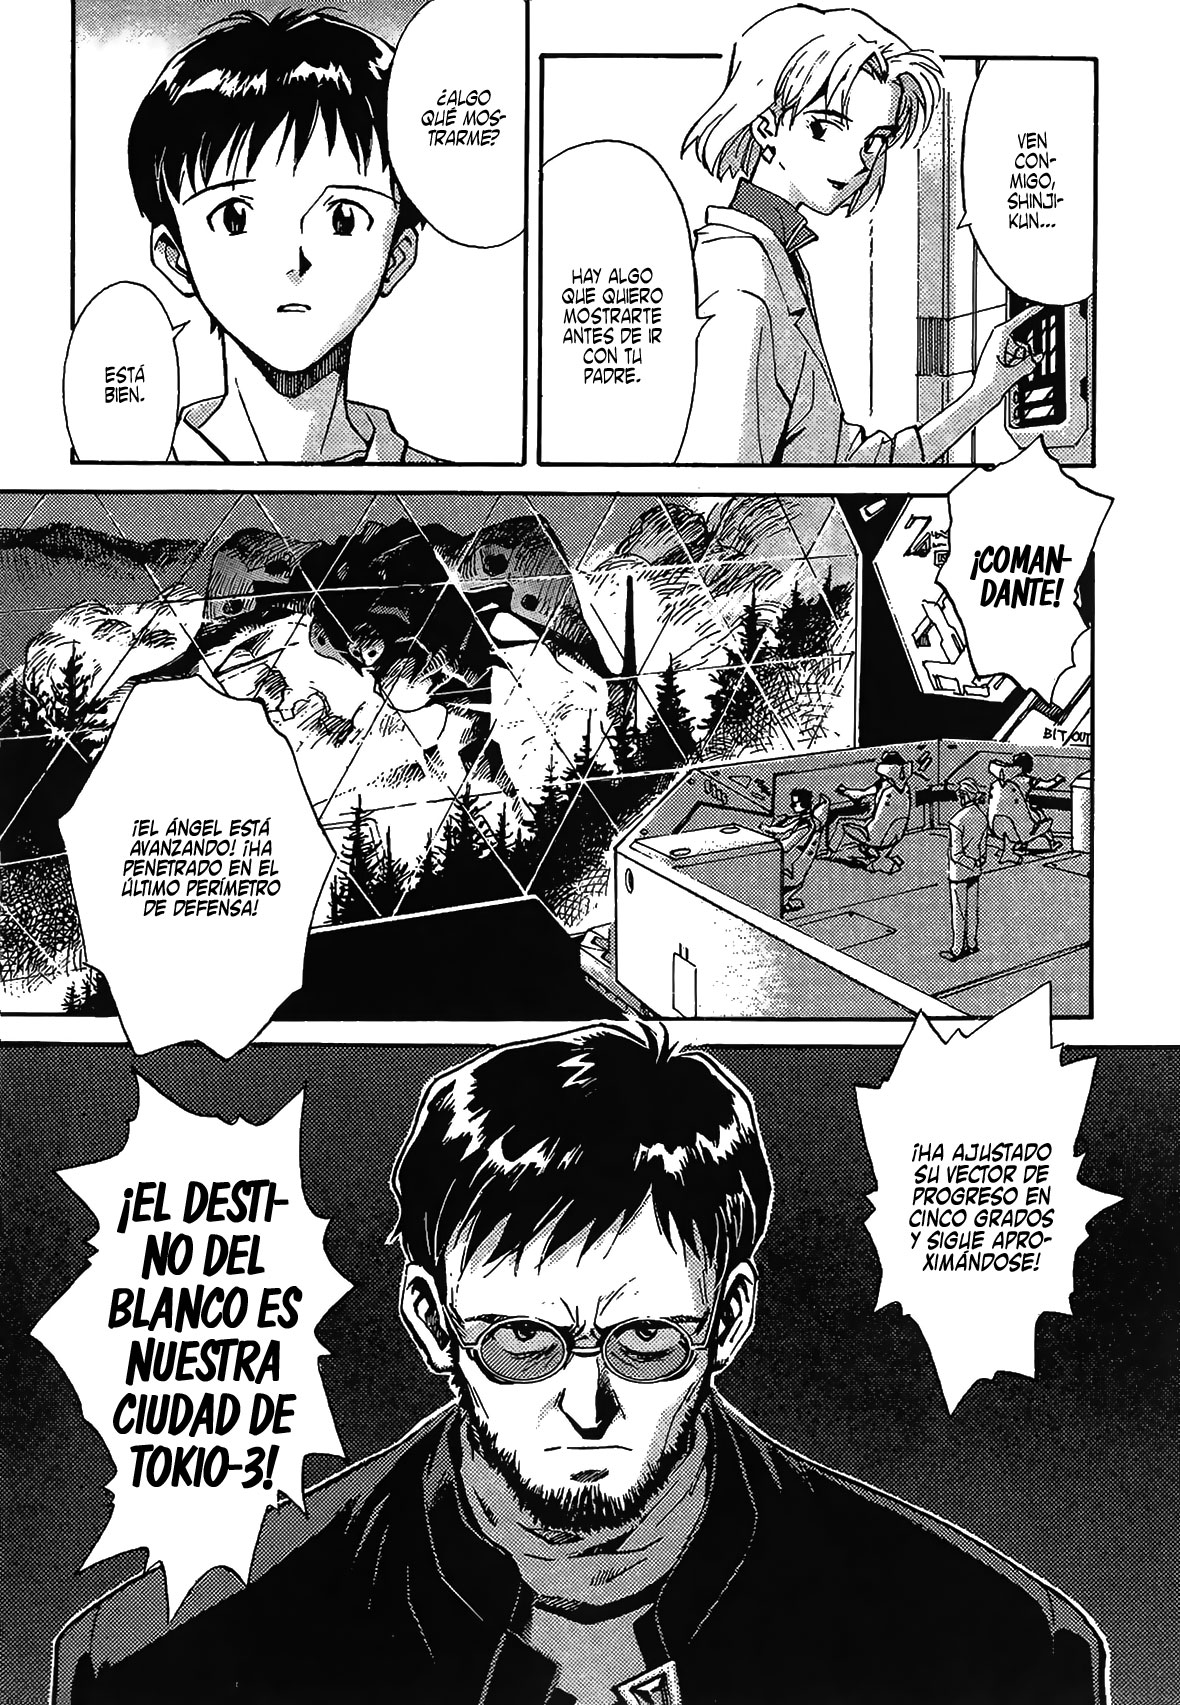 VEN
CON-
MIGO,
SHINJI-
KUN...
HAY ALGO
QUE QUIERO
MOSTRARTE
ANTES DE IR
CON TU
PADRE.
¿ALGO
QUÉ MOS-
TRARME?
ESTÁ
BIEN.
¡COMAN-
DANTE!
7
BIT OUT
¡EL ÁNGEL ESTÁ
AVANZANDO! ¡HA
PENETRADO EN EL
ÚLTIMO PERÍMETRO
DE DEFENSA!
¡HA AJUSTADO
SU VECTOR DE
PROGRESO EN
CINCO GRADOS
Y SIGUE APRO-
XIMÁNDOSE!
¡EL DESTI-
NO DEL
BLANCO ES
NUESTRA
CIUDAD DE
TOKIO-3!